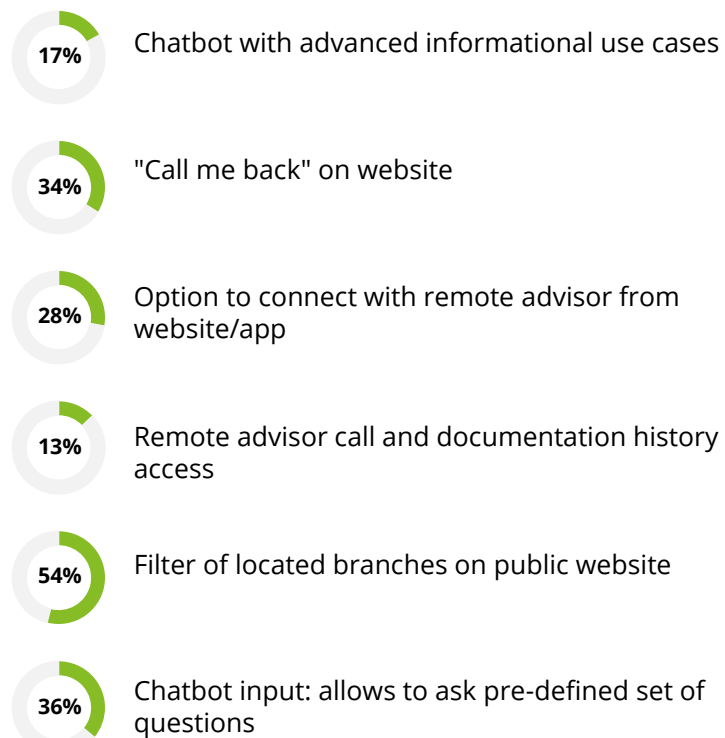 17%
Chatbot with advanced informational use cases
34%
"Call me back" on website
28%
Option to connect with remote advisor from
website/app
13%
Remote advisor call and documentation history
access
54%
Filter of located branches on public website
36%
Chatbot input: allows to ask pre-defined set of
questions